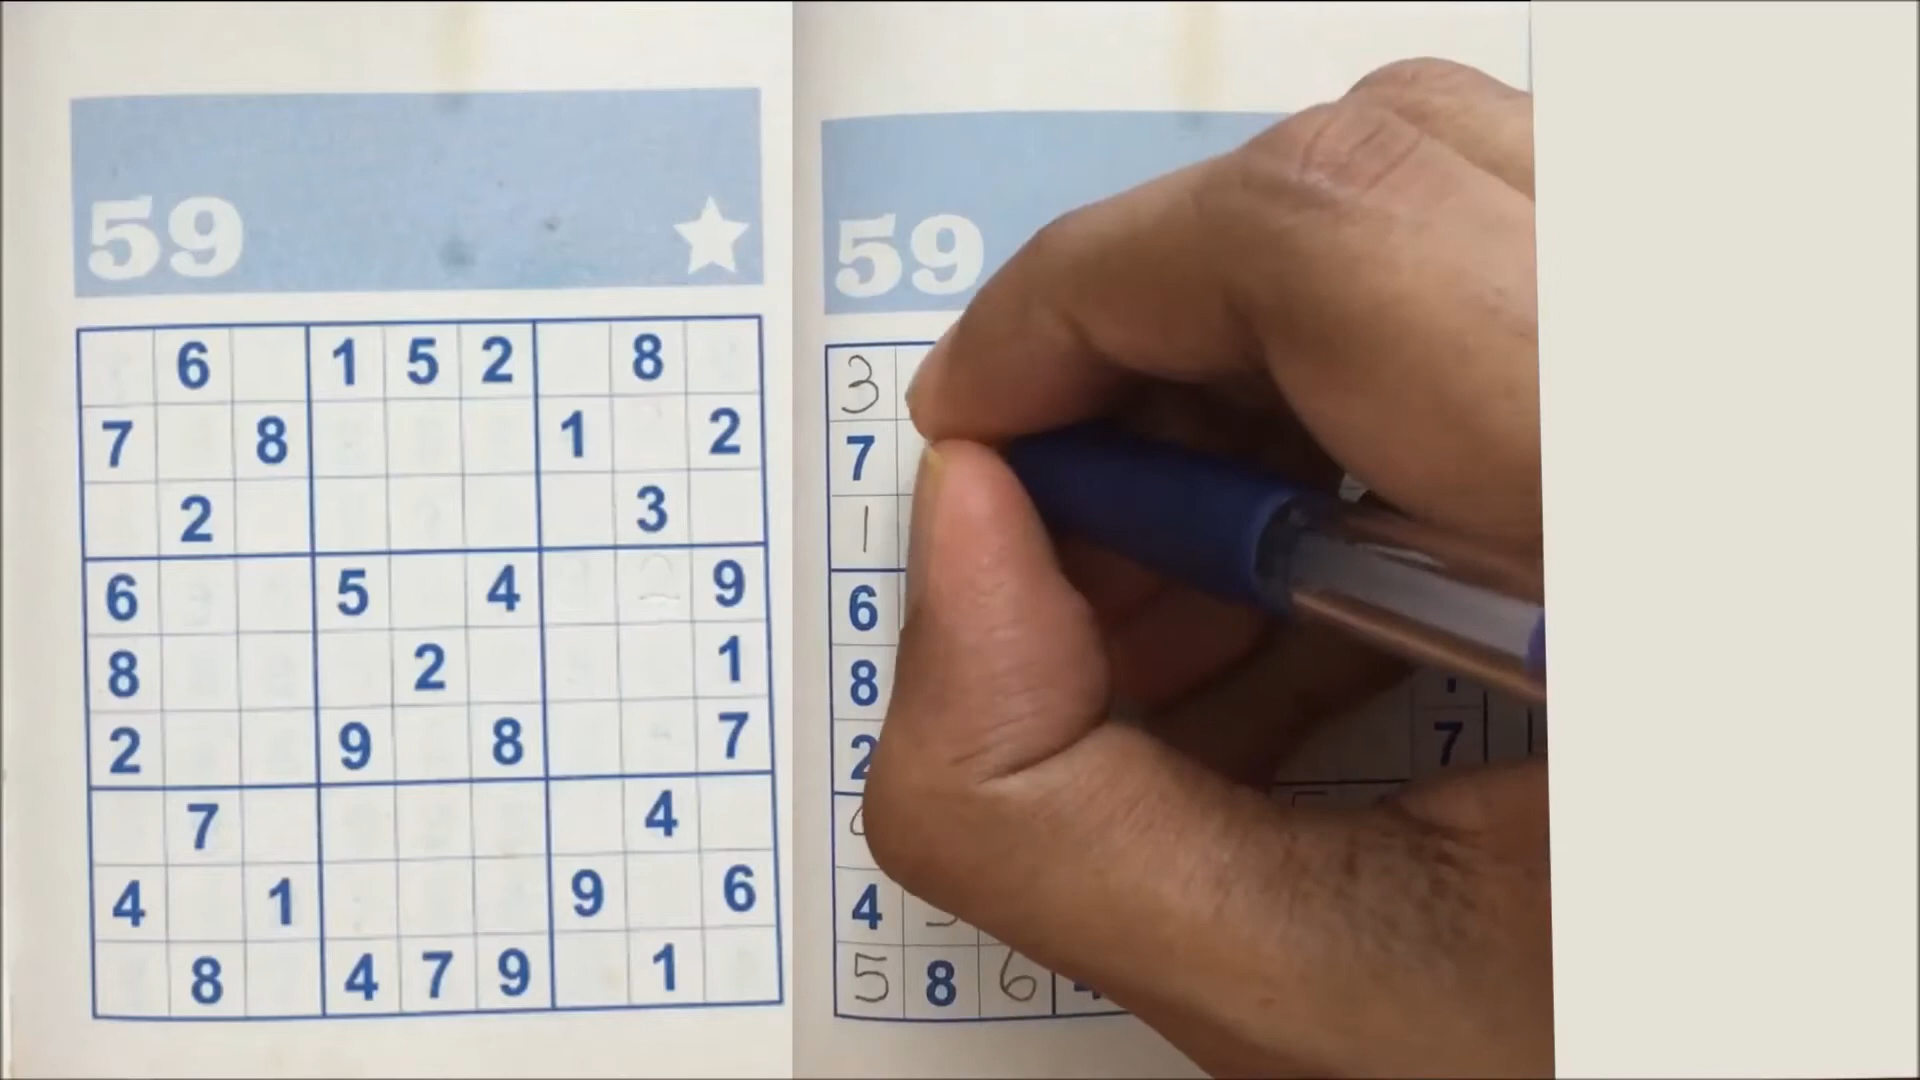 59
6 1 5 2 8
7 8 1 2
2 3
6 5 4 9
8 2 1
2 9 8 7
7 4
4 1 9 6
8 4 7 9 1
59
3
7
1
6
8
2 7
4
5 8 6